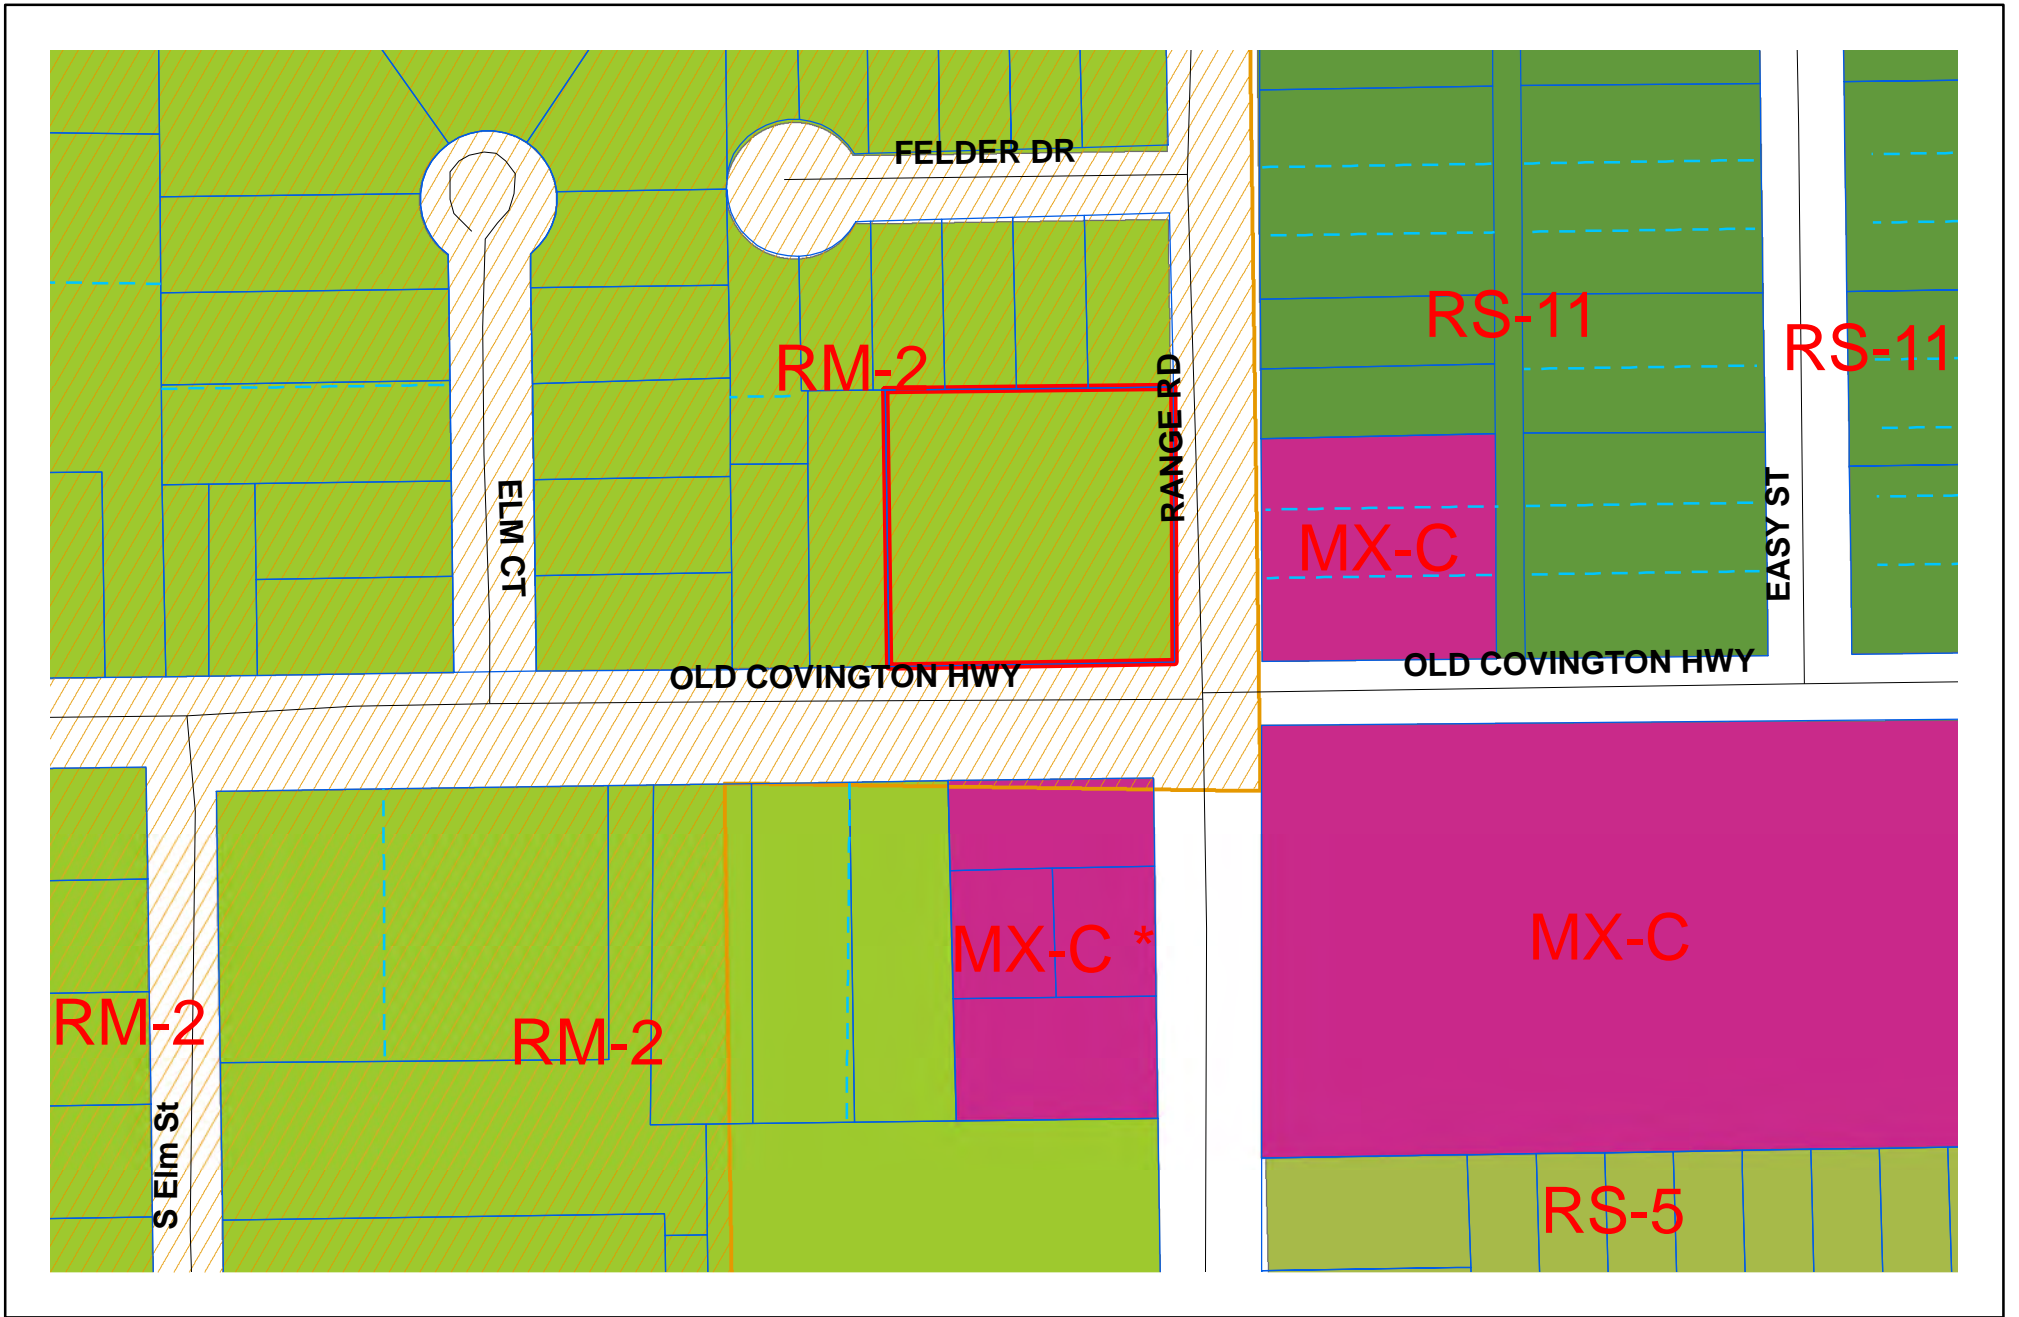 FELDER DR
RS-11
RS-11
RM-2
RANGE RD
ELM CT
MX-C
EASY ST
OLD COVINGTON HWY
OLD COVINGTON HWY
MX-C *
MX-C
RM-2
RM-2
S Elm St
RS-5